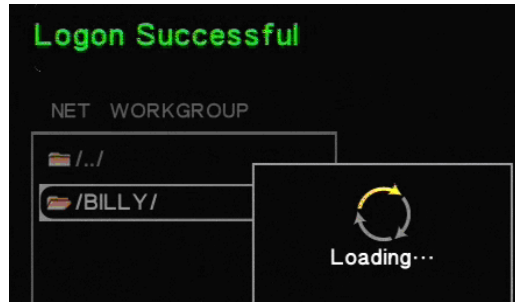 Logon Successful
NET WORKGROUP
/../
/BILLY/
Loading···